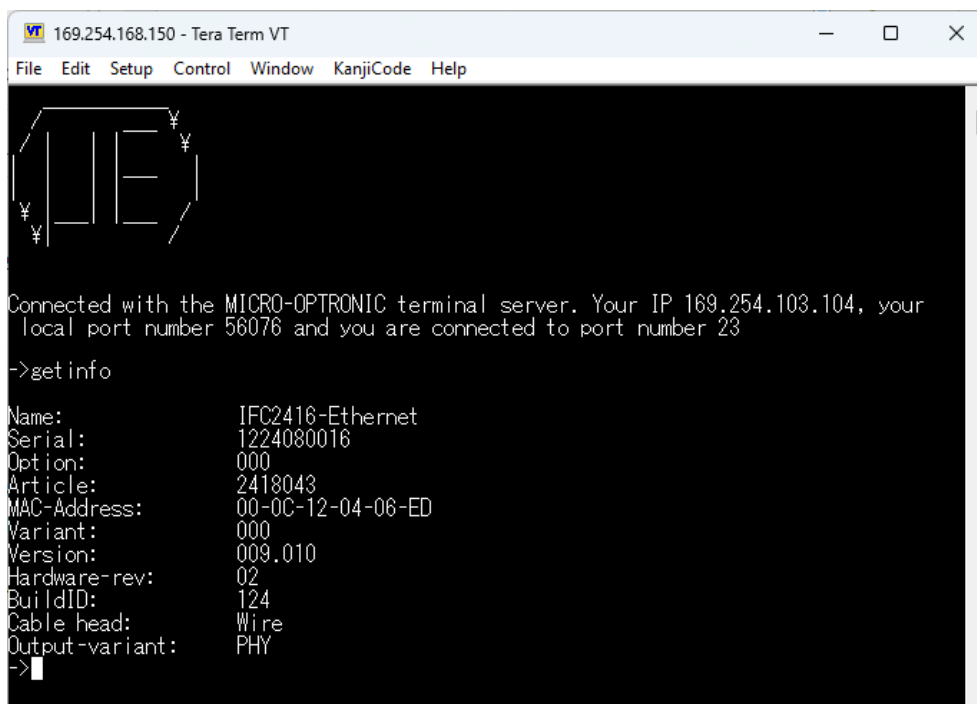 169.254.168.150 - Tera Term VT
File Edit Setup Control Window KanjiCode Help
Connected with the MICRO-OPTRONIC terminal server. Your IP 169.254.103.104, your
local port number 56076 and you are connected to port number 23
->getinfo
Name: IFC2416-Ethernet
Serial: 1224080016
Option: 000
Article: 2418043
MAC-Address: 00-0C-12-04-06-ED
Variant: 000
Version: 009.010
Hardware-rev: 02
BuildID: 124
Cable head: Wire
Output-variant: PHY
->